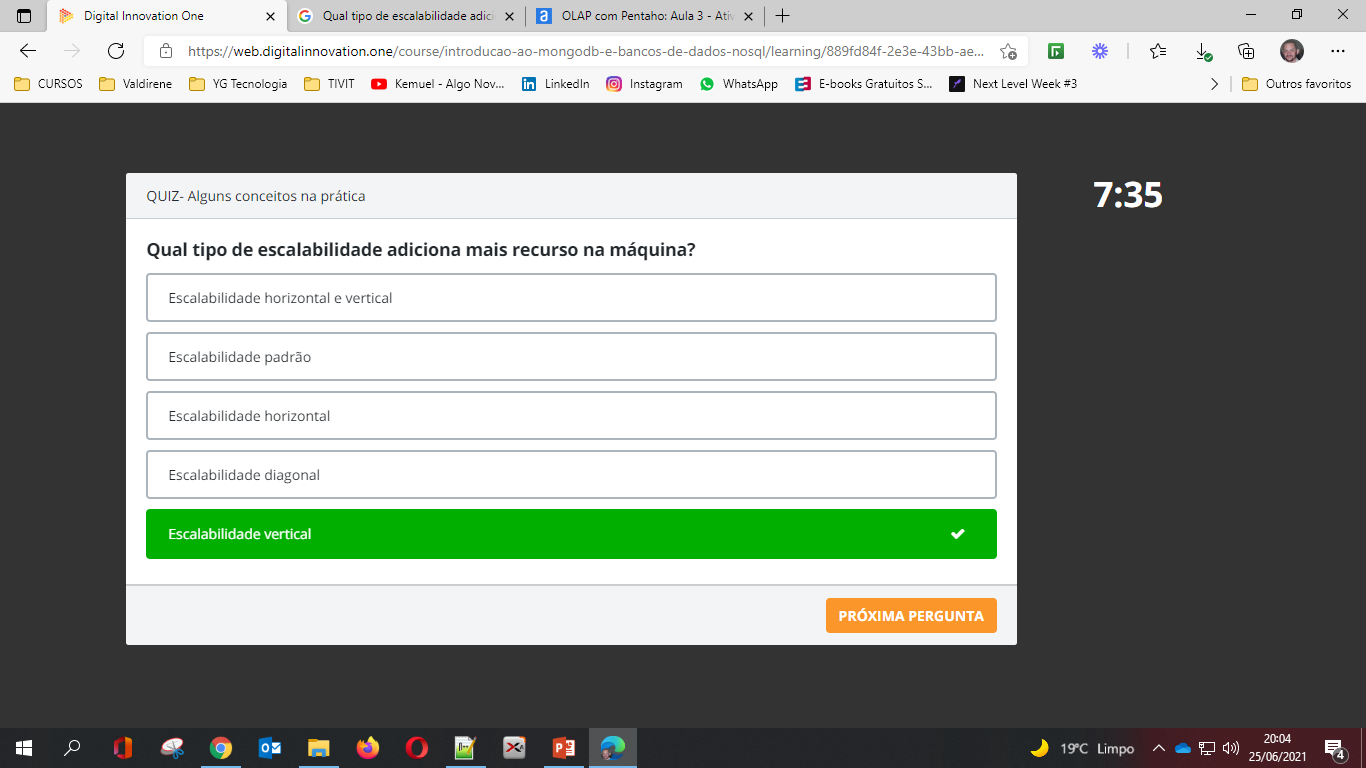 Digital Innovation One
Qual tipo de escalabilidade adici
OLAP com Pentaho: Aula 3 - Ativ
https://web.digitalinnovation.one/course/introducao-ao-mongodb-e-bancos-de-dados-nosql/learning/889fd84f-2e3e-43bb-ae...
CURSOS
Valdirene
YG Tecnologia
TIVIT
Kemuel - Algo Nov...
LinkedIn
Instagram
WhatsApp
E-books Gratuitos S...
Next Level Week #3
Outros favoritos
QUIZ- Alguns conceitos na prática
7:35
Qual tipo de escalabilidade adiciona mais recurso na máquina?
Escalabilidade horizontal e vertical
Escalabilidade padrão
Escalabilidade horizontal
Escalabilidade diagonal
Escalabilidade vertical
PRÓXIMA PERGUNTA
19°C Limpo
20:04
25/06/2021
4